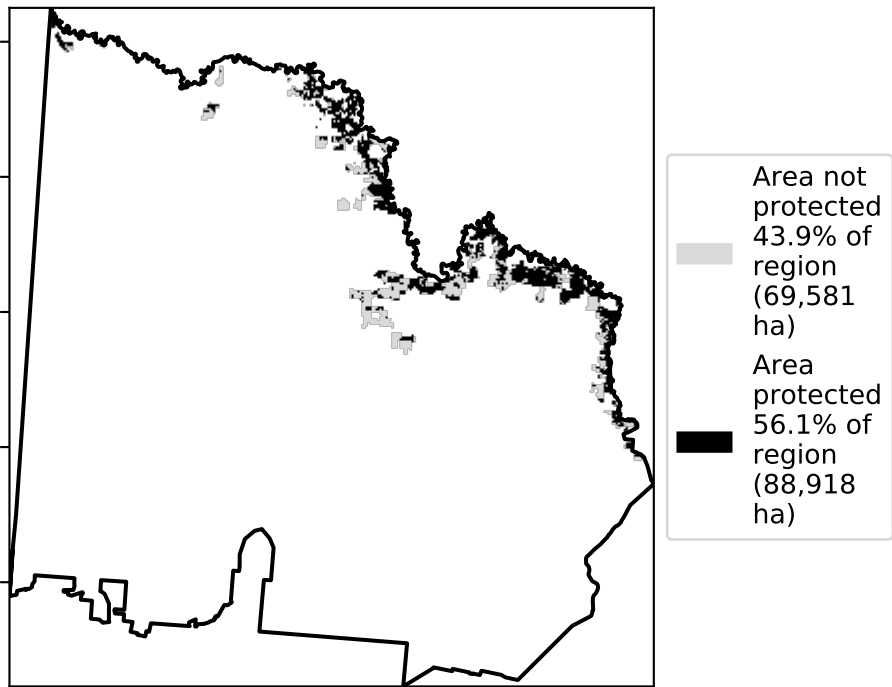 Area not
protected
43.9% of
region
(69,581
ha)
Area
protected
56.1% of
region
(88,918
ha)